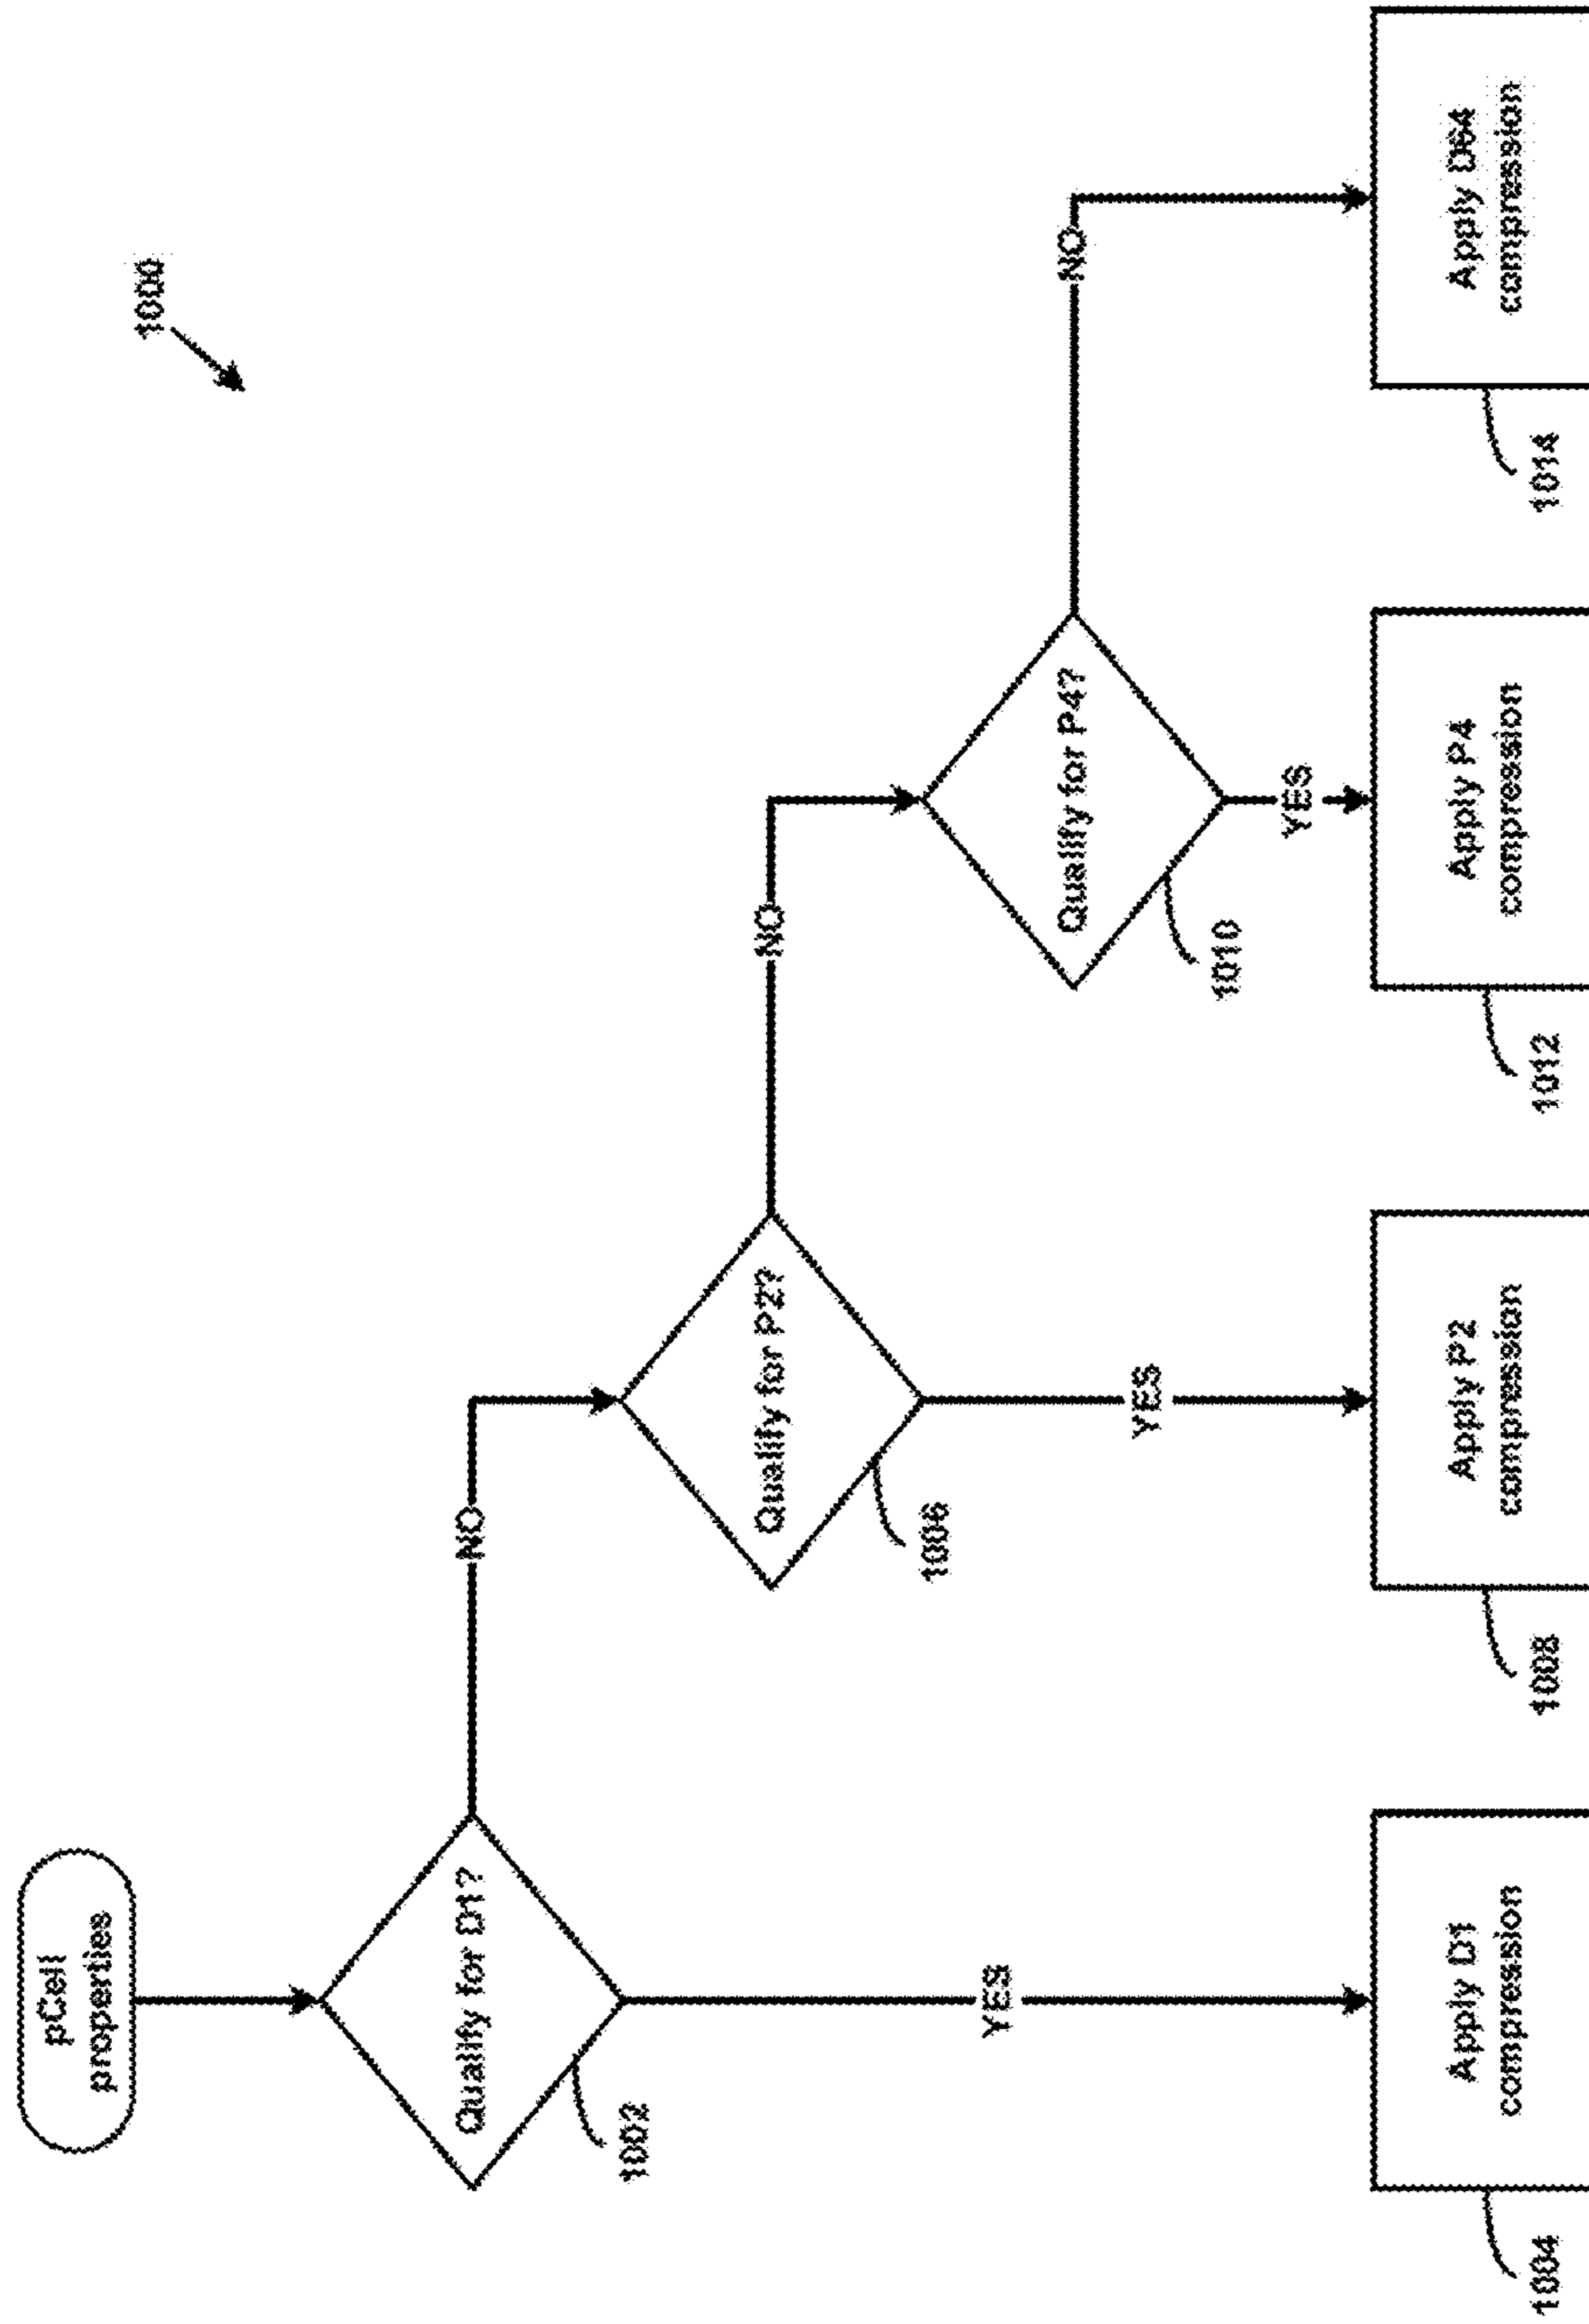 1000
pCell
properties
Qualify for D1?
1002
NO
YES
Qualify for P2?
1006
NO
YES
Qualify for P4?
1010
NO
YES
Apply D1
compression
1004
Apply P2
compression
1008
Apply P4
compression
1012
Apply D64
compression
1014